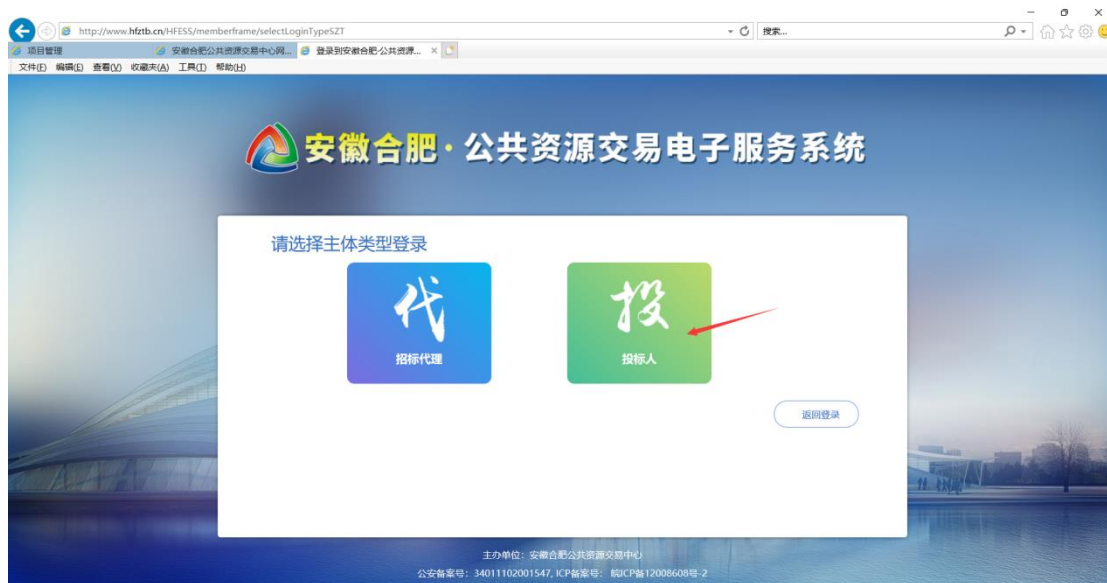 http://www.hfztb.cn/HFESS/memberframe/selectLoginTypeSZT
搜索...
项目管理
安徽合肥公共资源交易中心网...
登录到安徽合肥·公共资源...
文件(F) 编辑(E) 查看(V) 收藏夹(A) 工具(T) 帮助(H)
安徽合肥·公共资源交易电子服务系统
请选择主体类型登录
代
投
招标代理
投标人
返回登录
主办单位：安徽合肥公共资源交易中心
公安备案号：34011102001547, ICP备案号： 皖ICP备12008608号-2